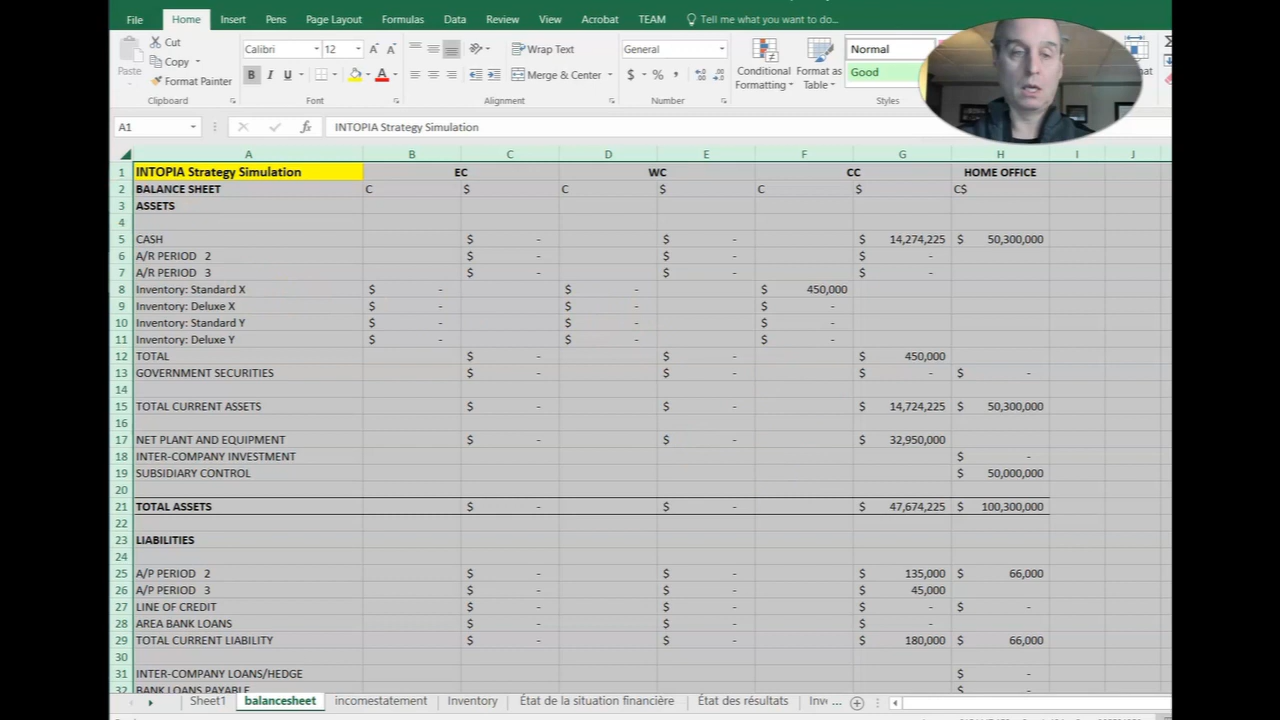 File Home Insert Pens Page Layout Formulas Data Review View Acrobat TEAM Tell me what you want to do...
Cut
Copy
Format Painter
Paste
Calibri 12
B I U
Wrap Text
Merge & Center
General
$ %
Conditional Formatting
Format as Table
Normal
Good
Clipboard Font Alignment Number Styles
A1 fx INTOPIA Strategy Simulation
A B C D E F G H I J
1 INTOPIA Strategy Simulation EC WC CC HOME OFFICE
2 BALANCE SHEET C $ C $ C $ C$
3 ASSETS
4
5 CASH $ - $ - $ 14,274,225 $ 50,300,000
6 A/R PERIOD 2 $ - $ - $ -
7 A/R PERIOD 3 $ - $ - $ -
8 Inventory: Standard X $ - $ - $ 450,000
9 Inventory: Deluxe X $ - $ - $ -
10 Inventory: Standard Y $ - $ - $ -
11 Inventory: Deluxe Y $ - $ - $ -
12 TOTAL $ - $ - $ 450,000
13 GOVERNMENT SECURITIES $ - $ - $ - $ -
14
15 TOTAL CURRENT ASSETS $ - $ - $ 14,724,225 $ 50,300,000
16
17 NET PLANT AND EQUIPMENT $ - $ - $ 32,950,000
18 INTER-COMPANY INVESTMENT $ -
19 SUBSIDIARY CONTROL $ 50,000,000
20
21 TOTAL ASSETS $ - $ - $ 47,674,225 $ 100,300,000
22
23 LIABILITIES
24
25 A/P PERIOD 2 $ - $ - $ 135,000 $ 66,000
26 A/P PERIOD 3 $ - $ - $ 45,000
27 LINE OF CREDIT $ - $ - $ - $ -
28 AREA BANK LOANS $ - $ - $ -
29 TOTAL CURRENT LIABILITY $ - $ - $ 180,000 $ 66,000
30
31 INTER-COMPANY LOANS/HEDGE $ -
32 BANK LOANS PAYABLE $ -
Sheet1 balancesheet incomestatement Inventory État de la situation financière État des résultats Inv ...